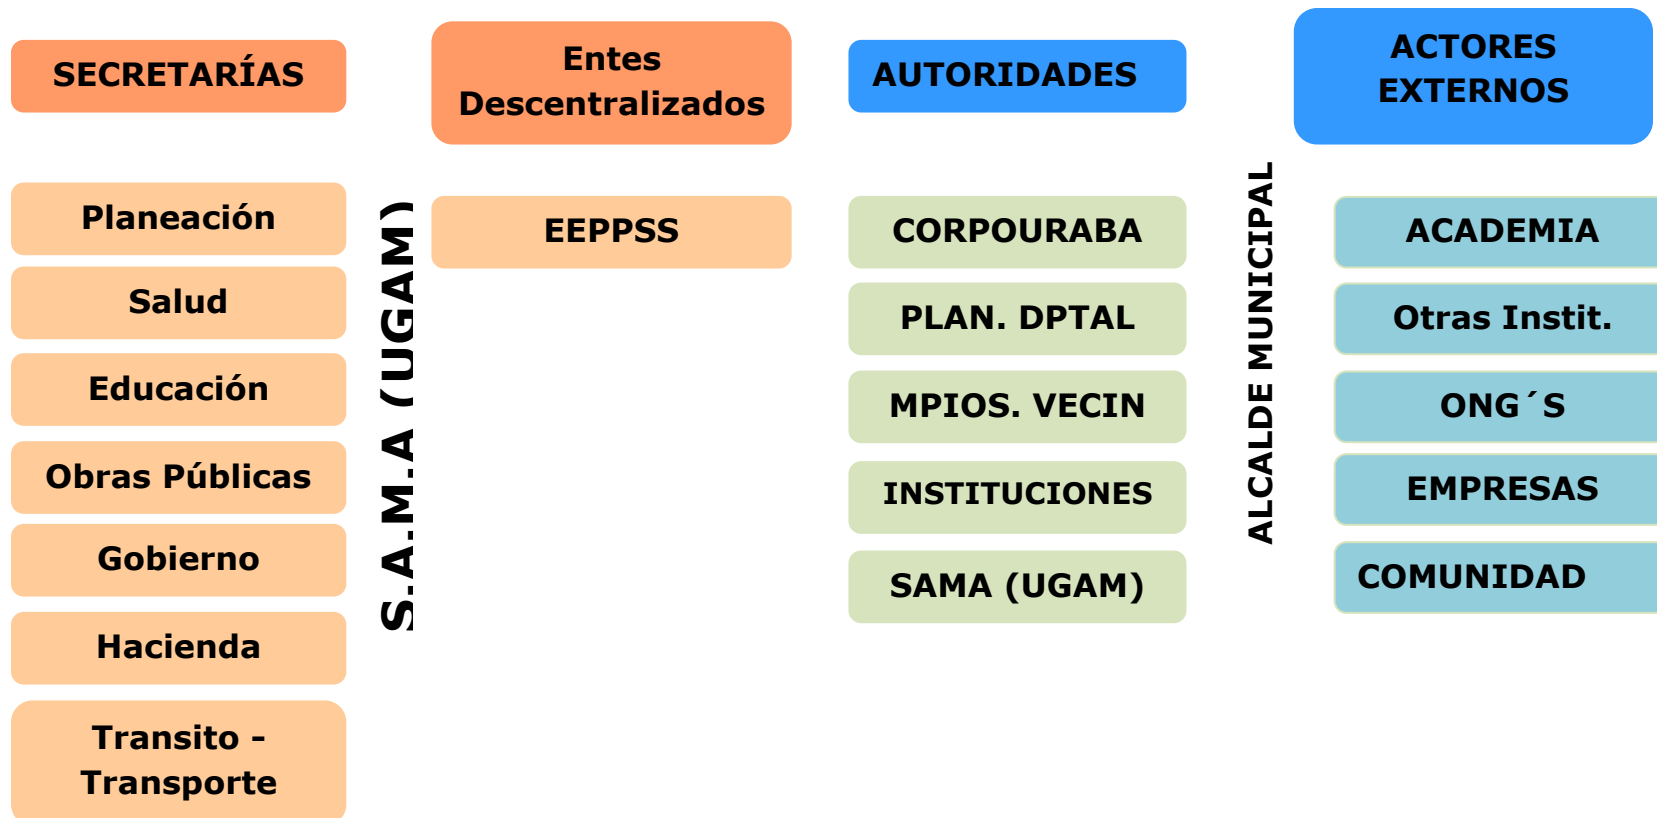 SECRETARÍAS
Planeación
Salud
Educación
Obras Públicas
Gobierno
Hacienda
Transito -
Transporte
S.A.M.A (UGAM)
Entes
Descentralizados
EEPPSS
AUTORIDADES
CORPOURABA
PLAN. DPTAL
MPIOS. VECIN
INSTITUCIONES
SAMA (UGAM)
ALCALDE MUNICIPAL
ACTORES
EXTERNOS
ACADEMIA
Otras Instit.
ONG´S
EMPRESAS
COMUNIDAD